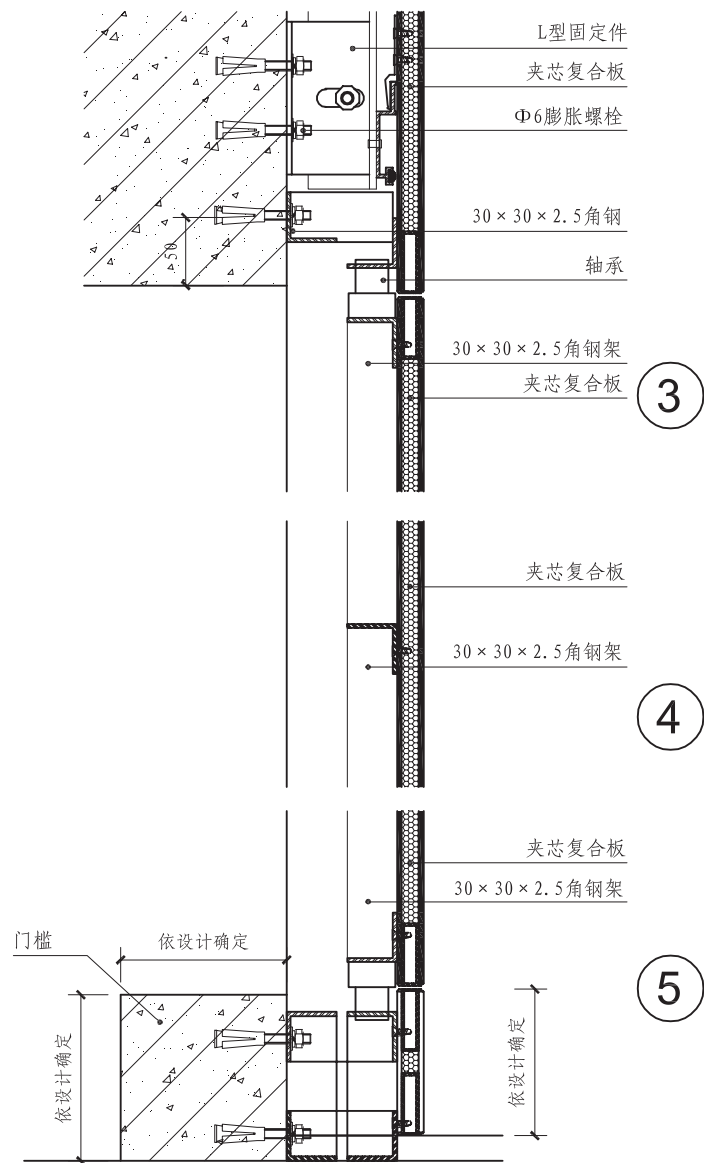 L型固定件
夹芯复合板
Φ6膨胀螺栓
30×30×2.5角钢
50
轴承
30×30×2.5角钢架
夹芯复合板
3
夹芯复合板
30×30×2.5角钢架
4
夹芯复合板
30×30×2.5角钢架
门槛
依设计确定
5
依设计确定
依设计确定